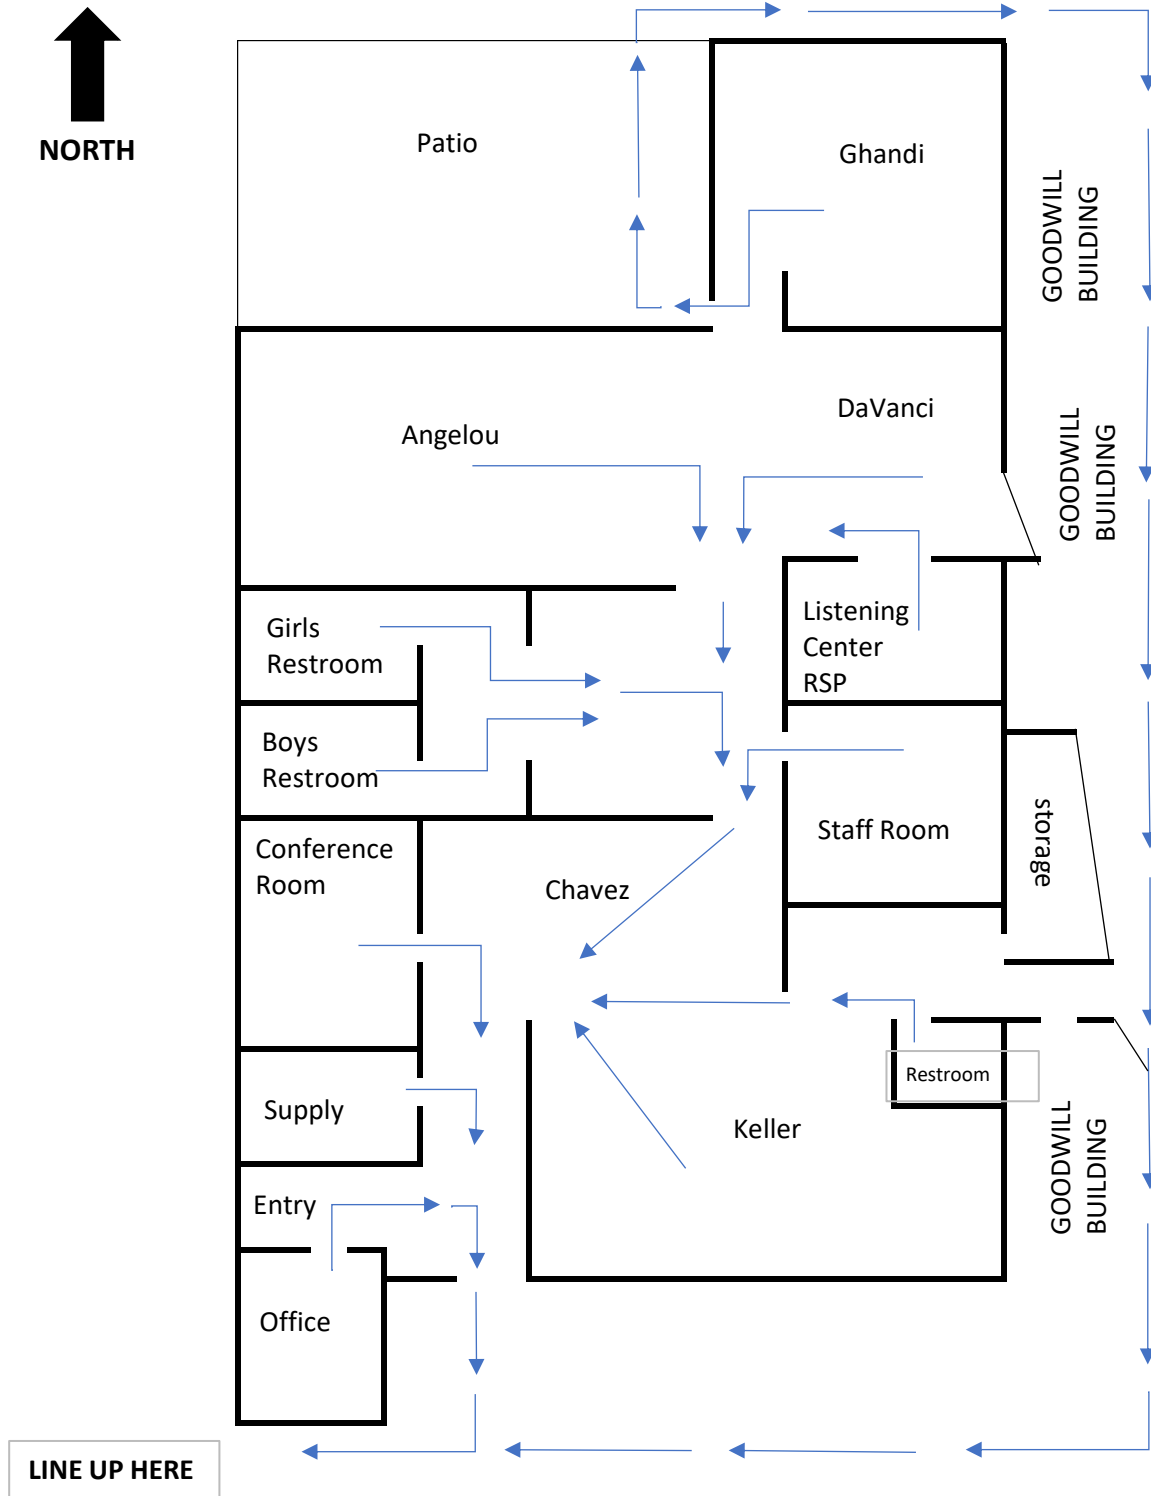 NORTH
Patio
Ghandi
GOODWILL
BUILDING
Angelou
DaVanci
GOODWILL
BUILDING
Girls
Restroom
Listening
Center
RSP
Boys
Restroom
Conference
Room
Chavez
Staff Room
storage
Supply
Restroom
Keller
GOODWILL
BUILDING
Entry
Office
LINE UP HERE